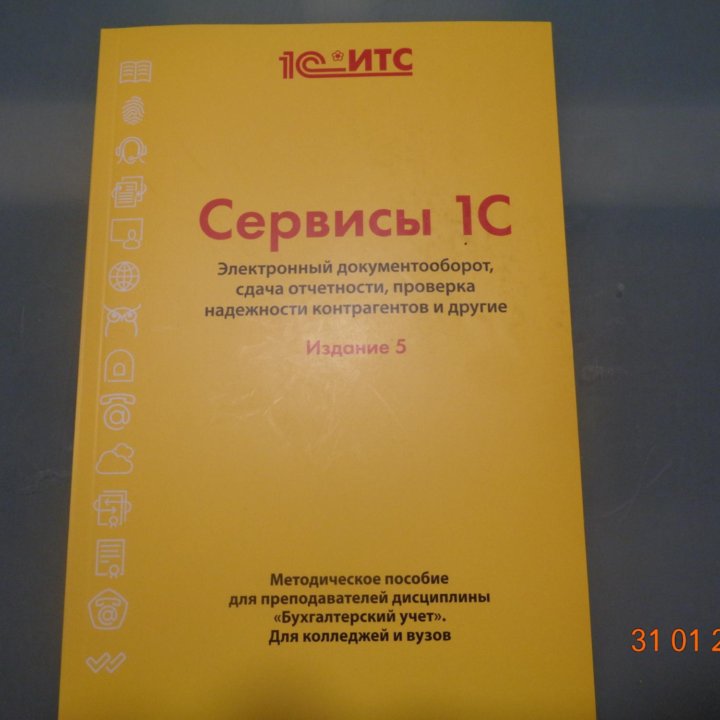 1С ИТС
Сервисы 1С
Электронный документооборот,
сдача отчетности, проверка
надежности контрагентов и другие
Издание 5
Методическое пособие
для преподавателей дисциплины
«Бухгалтерский учет».
Для колледжей и вузов
31 01 2